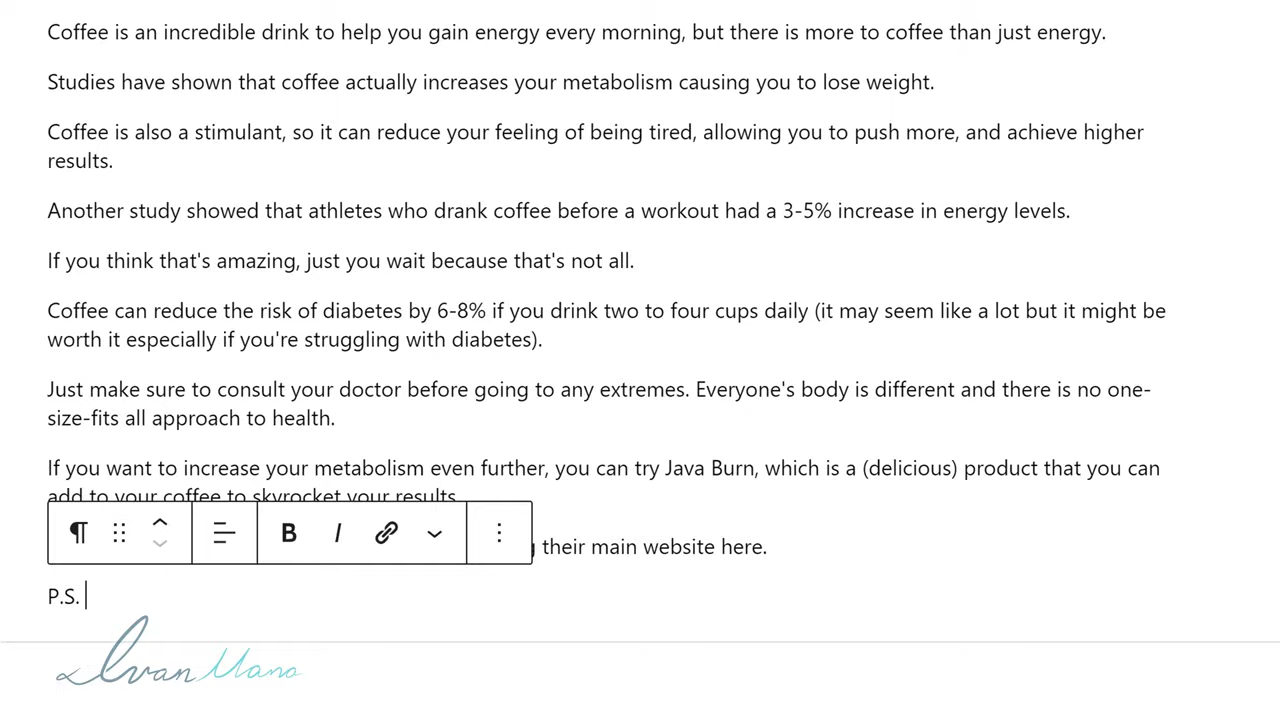 Coffee is an incredible drink to help you gain energy every morning, but there is more to coffee than just energy.
Studies have shown that coffee actually increases your metabolism causing you to lose weight.
Coffee is also a stimulant, so it can reduce your feeling of being tired, allowing you to push more, and achieve higher
results.
Another study showed that athletes who drank coffee before a workout had a 3-5% increase in energy levels.
If you think that's amazing, just you wait because that's not all.
Coffee can reduce the risk of diabetes by 6-8% if you drink two to four cups daily (it may seem like a lot but it might be
worth it especially if you're struggling with diabetes).
Just make sure to consult your doctor before going to any extremes. Everyone's body is different and there is no one-
size-fits all approach to health.
If you want to increase your metabolism even further, you can try Java Burn, which is a (delicious) product that you can
add to your coffee to skyrocket your results
B I
their main website here.
P.S.
Ivan Mana